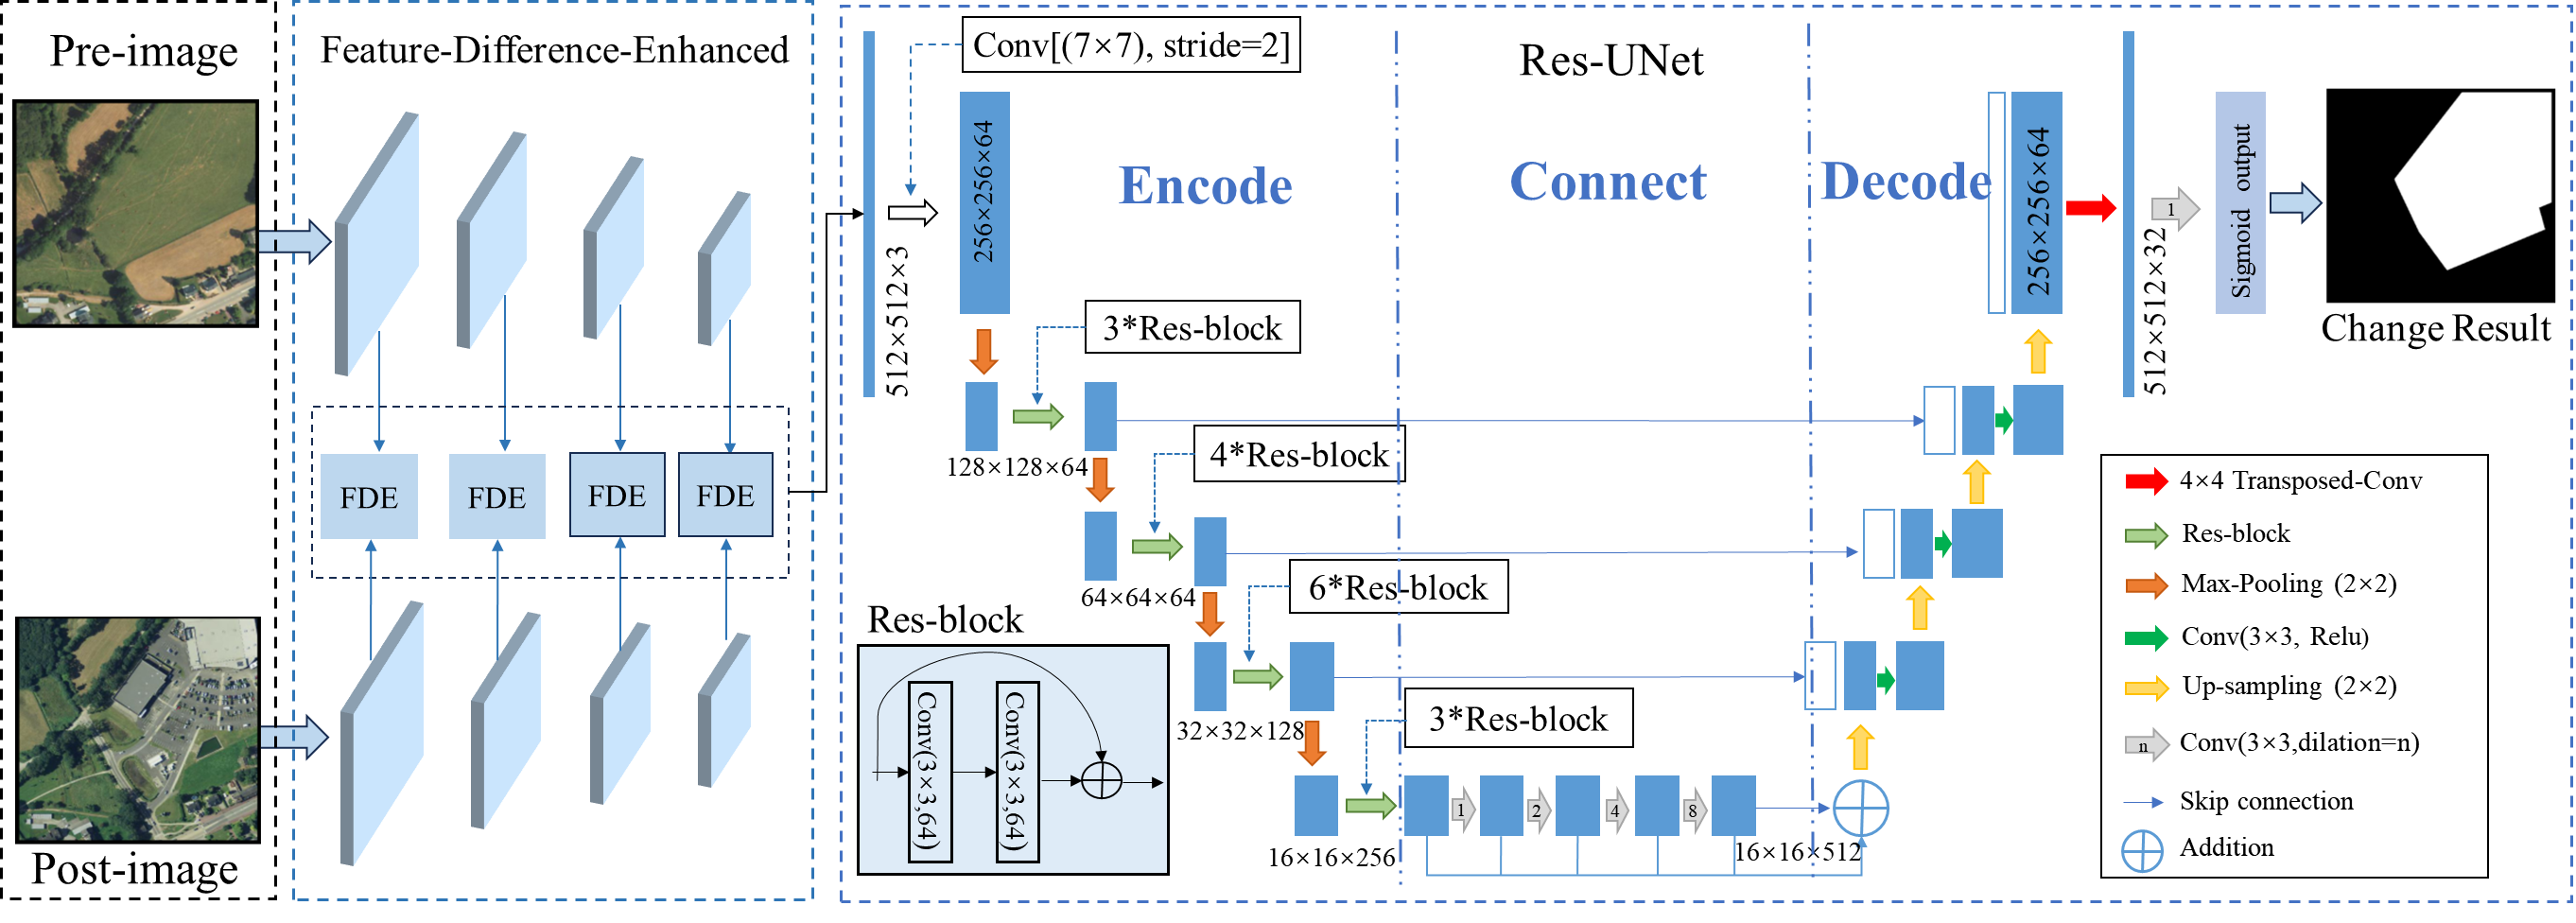 Pre-image
Post-image
Feature-Difference-Enhanced
FDE
FDE
FDE
FDE
Res-UNet
Conv[(7×7), stride=2]
Encode
Connect
Decode
512×512×3
256×256×64
3*Res-block
128×128×64
4*Res-block
64×64×64
6*Res-block
32×32×128
3*Res-block
16×16×256
1
2
4
8
16×16×512
Res-block
Conv(3×3,64)
Conv(3×3,64)
256×256×64
512×512×32
1
Sigmoid output
Change Result
4×4 Transposed-Conv
Res-block
Max-Pooling (2×2)
Conv(3×3, Relu)
Up-sampling (2×2)
n
Conv(3×3,dilation=n)
Skip connection
Addition